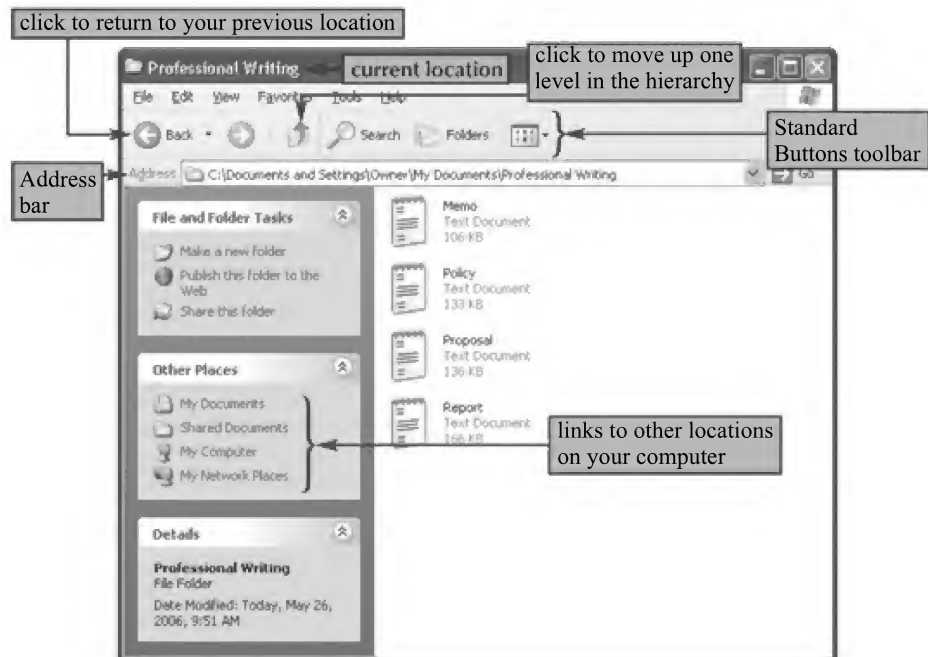 click to return to your previous location
Professional Writing
current location
click to move up one
level in the hierarchy
File Edit View Favorites Tools Help
Back
Search
Folders
Standard
Buttons toolbar
Address
bar
Address
C:\Documents and Settings\Owner\My Documents\Professional Writing
Go
File and Folder Tasks
Make a new folder
Publish this folder to the
Web
Share this folder
Memo
Text Document
106 KB
Policy
Text Document
133 KB
Proposal
Text Document
136 KB
Report
Text Document
166 KB
Other Places
My Documents
Shared Documents
My Computer
My Network Places
links to other locations
on your computer
Details
Professional Writing
File Folder
Date Modified: Today, May 26,
2006, 9:51 AM